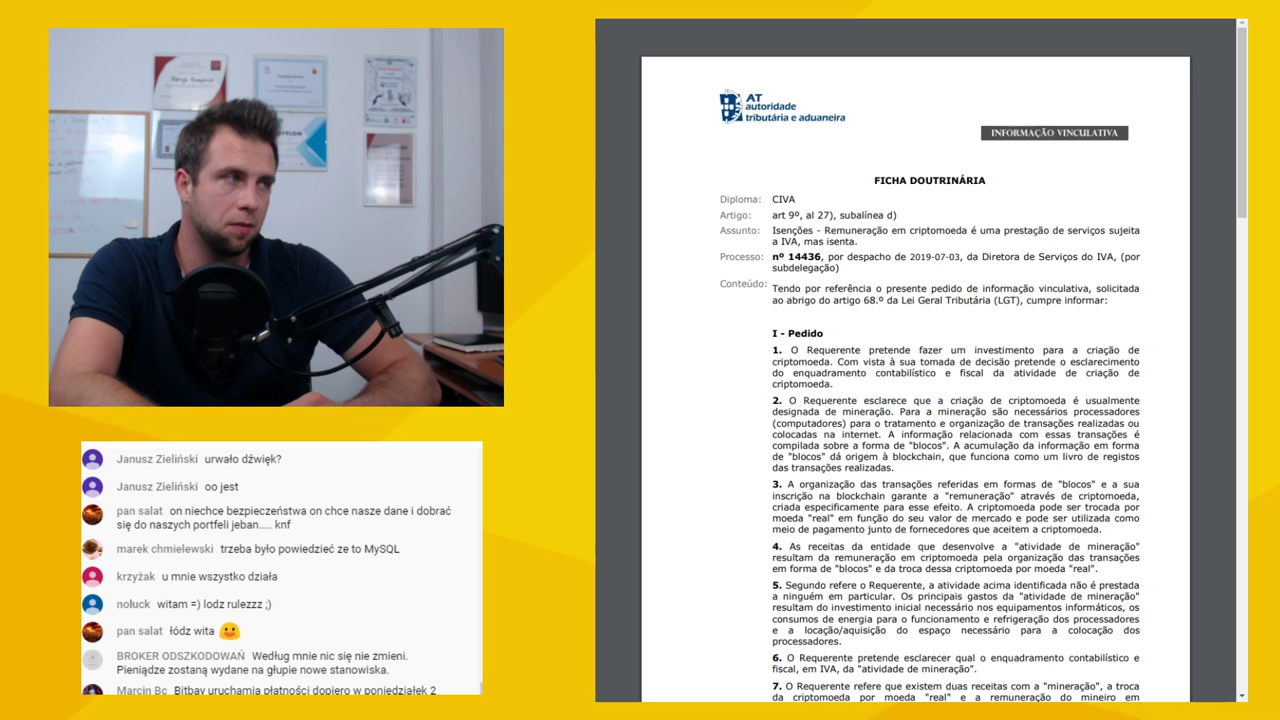 DYPLOM
Janusz Zieliński urwało dźwięk?
Janusz Zieliński oo jest
pan salat on niechce bezpieczeństwa on chce nasze dane i dobrać
się do naszych portfeli jeban..... knf
marek chmielewski trzeba było powiedzieć ze to MySQL
krzyżak u mnie wszystko działa
nołuck witam =) lodz rulezzz ;)
pan salat łódz wita
BROKER ODSZKODOWAŃ Według mnie nic się nie zmieni.
Pieniądze zostaną wydane na głupie nowe stanowiska.
Marcin Bc Bitbay uruchamia płatności dopiero w poniedziałek 2
AT
autoridade
tributária e aduaneira
INFORMAÇÃO VINCULATIVA
FICHA DOUTRINÁRIA
Diploma: CIVA
Artigo: art 9º, al 27), subalínea d)
Assunto: Isenções - Remuneração em criptomoeda é uma prestação de serviços sujeita
a IVA, mas isenta.
Processo: nº 14436, por despacho de 2019-07-03, da Diretora de Serviços do IVA, (por
subdelegação)
Conteúdo: Tendo por referência o presente pedido de informação vinculativa, solicitada
ao abrigo do artigo 68.º da Lei Geral Tributária (LGT), cumpre informar:
I - Pedido
1. O Requerente pretende fazer um investimento para a criação de
criptomoeda. Com vista à sua tomada de decisão pretende o esclarecimento
do enquadramento contabilístico e fiscal da atividade de criação de
criptomoeda.
2. O Requerente esclarece que a criação de criptomoeda é usualmente
designada de mineração. Para a mineração são necessários processadores
(computadores) para o tratamento e organização de transações realizadas ou
colocadas na internet. A informação relacionada com essas transações é
compilada sobre a forma de "blocos". A acumulação da informação em forma
de "blocos" dá origem à blockchain, que funciona como um livro de registos
das transações realizadas.
3. A organização das transações referidas em formas de "blocos" e a sua
inscrição na blockchain garante a "remuneração" através de criptomoeda,
criada especificamente para esse efeito. A criptomoeda pode ser trocada por
moeda "real" em função do seu valor de mercado e pode ser utilizada como
meio de pagamento junto de fornecedores que aceitem a criptomoeda.
4. As receitas da entidade que desenvolve a "atividade de mineração"
resultam da remuneração em criptomoeda pela organização das transações
em forma de "blocos" e da troca dessa criptomoeda por moeda "real".
5. Segundo refere o Requerente, a atividade acima identificada não é prestada
a ninguém em particular. Os principais gastos da "atividade de mineração"
resultam do investimento inicial necessário nos equipamentos informáticos, os
consumos de energia para o funcionamento e refrigeração dos processadores
e a locação/aquisição do espaço necessário para a colocação dos
processadores.
6. O Requerente pretende esclarecer qual o enquadramento contabilístico e
fiscal, em IVA, da "atividade de mineração".
7. O Requerente refere que existem duas receitas com a "mineração", a troca
da criptomoeda por moeda "real" e a remuneração do mineiro em